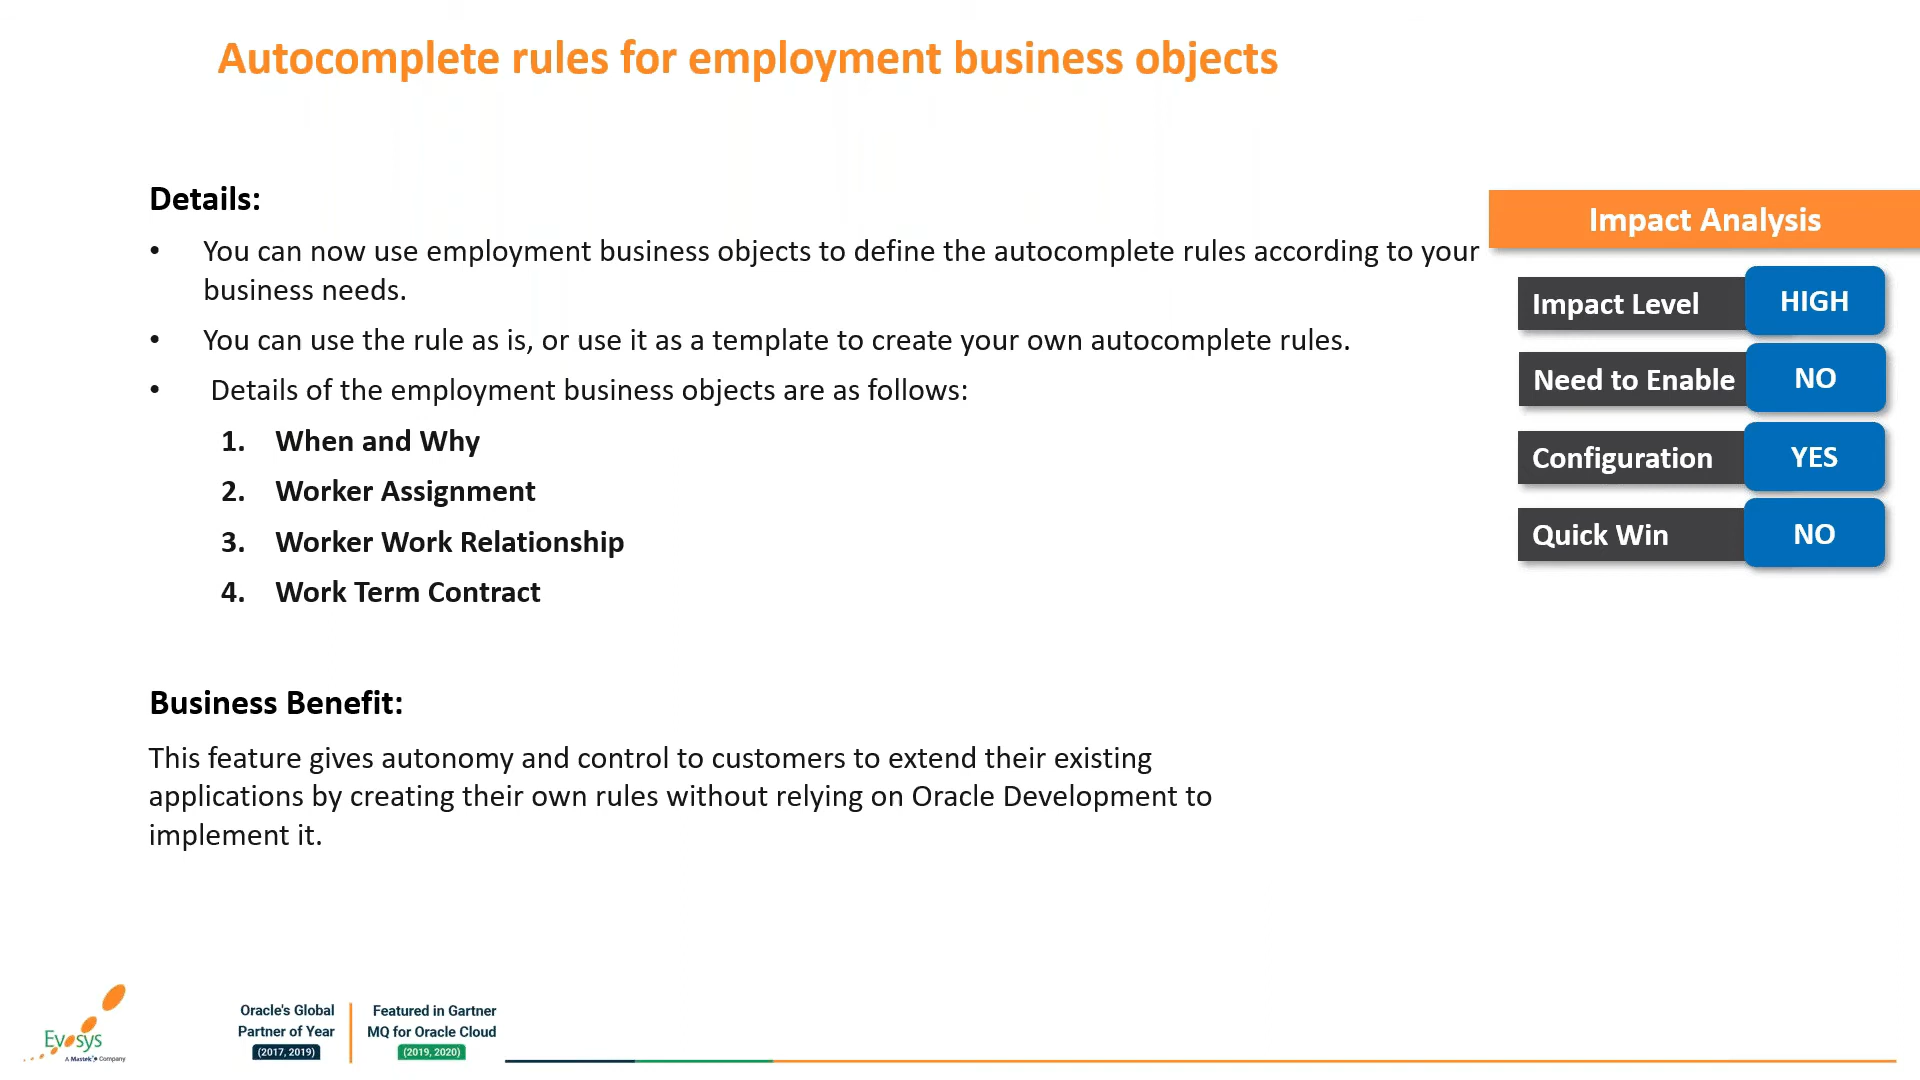 Autocomplete rules for employment business objects
Details:
• You can now use employment business objects to define the autocomplete rules according to your
business needs.
• You can use the rule as is, or use it as a template to create your own autocomplete rules.
• Details of the employment business objects are as follows:
1. When and Why
2. Worker Assignment
3. Worker Work Relationship
4. Work Term Contract
Business Benefit:
This feature gives autonomy and control to customers to extend their existing
applications by creating their own rules without relying on Oracle Development to
implement it.
Impact Analysis
Impact Level HIGH
Need to Enable NO
Configuration YES
Quick Win NO
Evosys
A Mastek Company
Oracle's Global
Partner of Year
(2017, 2019)
Featured in Gartner
MQ for Oracle Cloud
(2019, 2020)